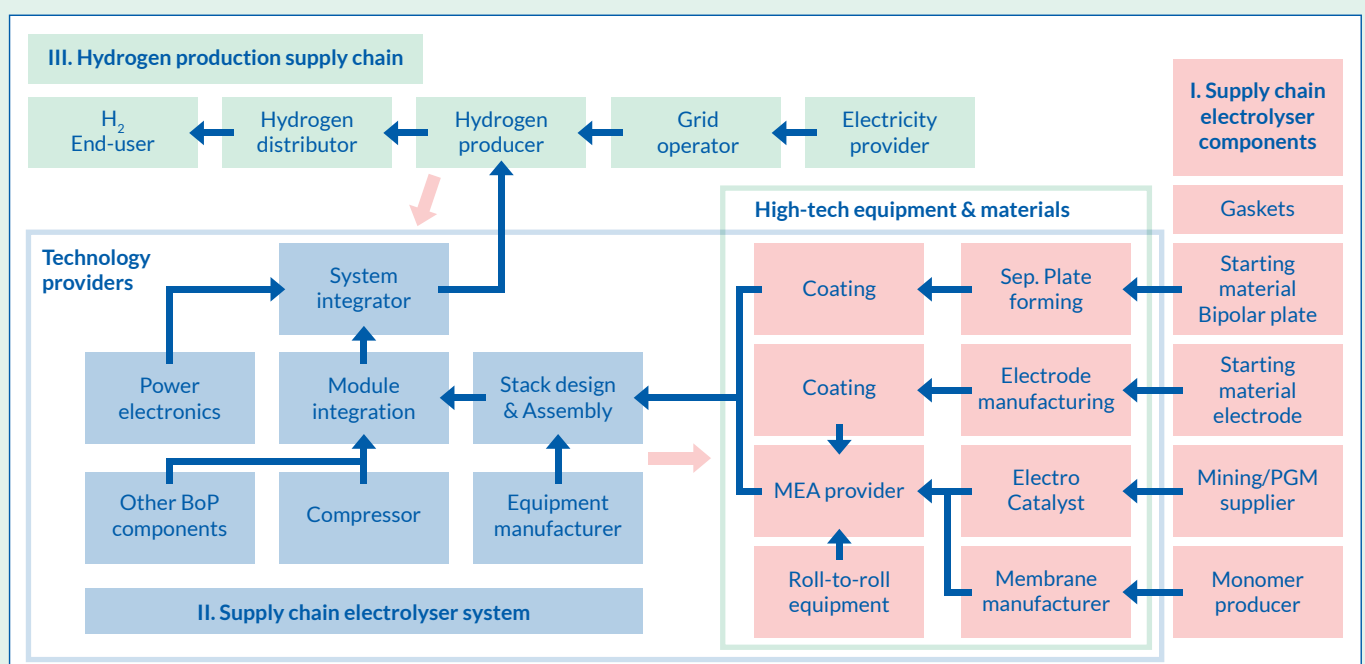 III. Hydrogen production supply chain
H₂
End-user
Hydrogen
distributor
Hydrogen
producer
Grid
operator
Electricity
provider
I. Supply chain
electrolyser
components
High-tech equipment & materials
Gaskets
Technology
providers
System
integrator
Coating
Sep. Plate
forming
Starting
material
Bipolar plate
Power
electronics
Module
integration
Stack design
& Assembly
Coating
Electrode
manufacturing
Starting
material
electrode
Other BoP
components
Compressor
Equipment
manufacturer
MEA provider
Electro
Catalyst
Mining/PGM
supplier
Roll-to-roll
equipment
Membrane
manufacturer
Monomer
producer
II. Supply chain electrolyser system